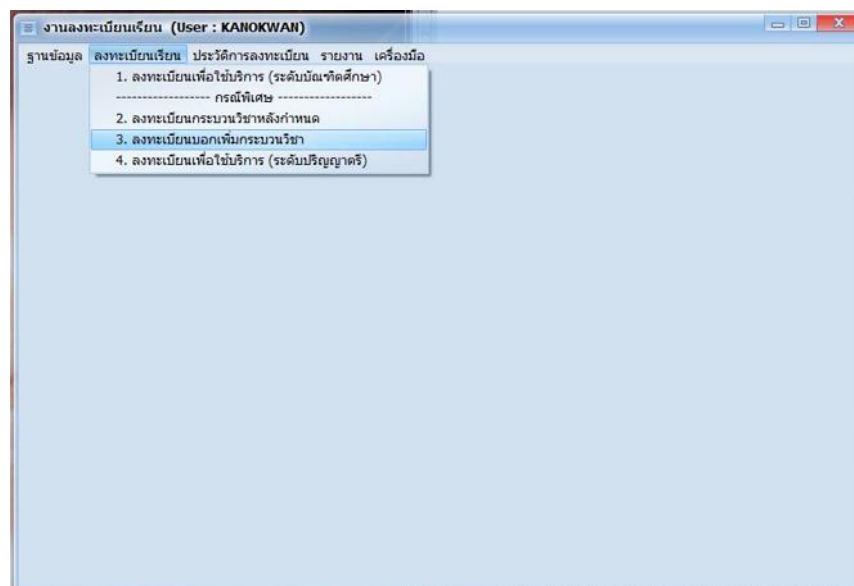 งานลงทะเบียนเรียน (User : KANOKWAN)
ฐานข้อมูล ลงทะเบียนเรียน ประวัติการลงทะเบียน รายงาน เครื่องมือ
1. ลงทะเบียนเพื่อใช้บริการ (ระดับบัณฑิตศึกษา)
------------------ กรณีพิเศษ ------------------
2. ลงทะเบียนกระบวนวิชาหลังกำหนด
3. ลงทะเบียนบอกเพิ่มกระบวนวิชา
4. ลงทะเบียนเพื่อใช้บริการ (ระดับปริญญาตรี)